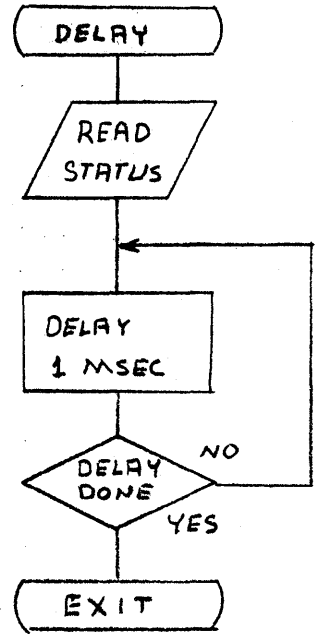 DELAY
READ
STATUS
DELAY
1 MSEC
DELAY
DONE
NO
YES
EXIT